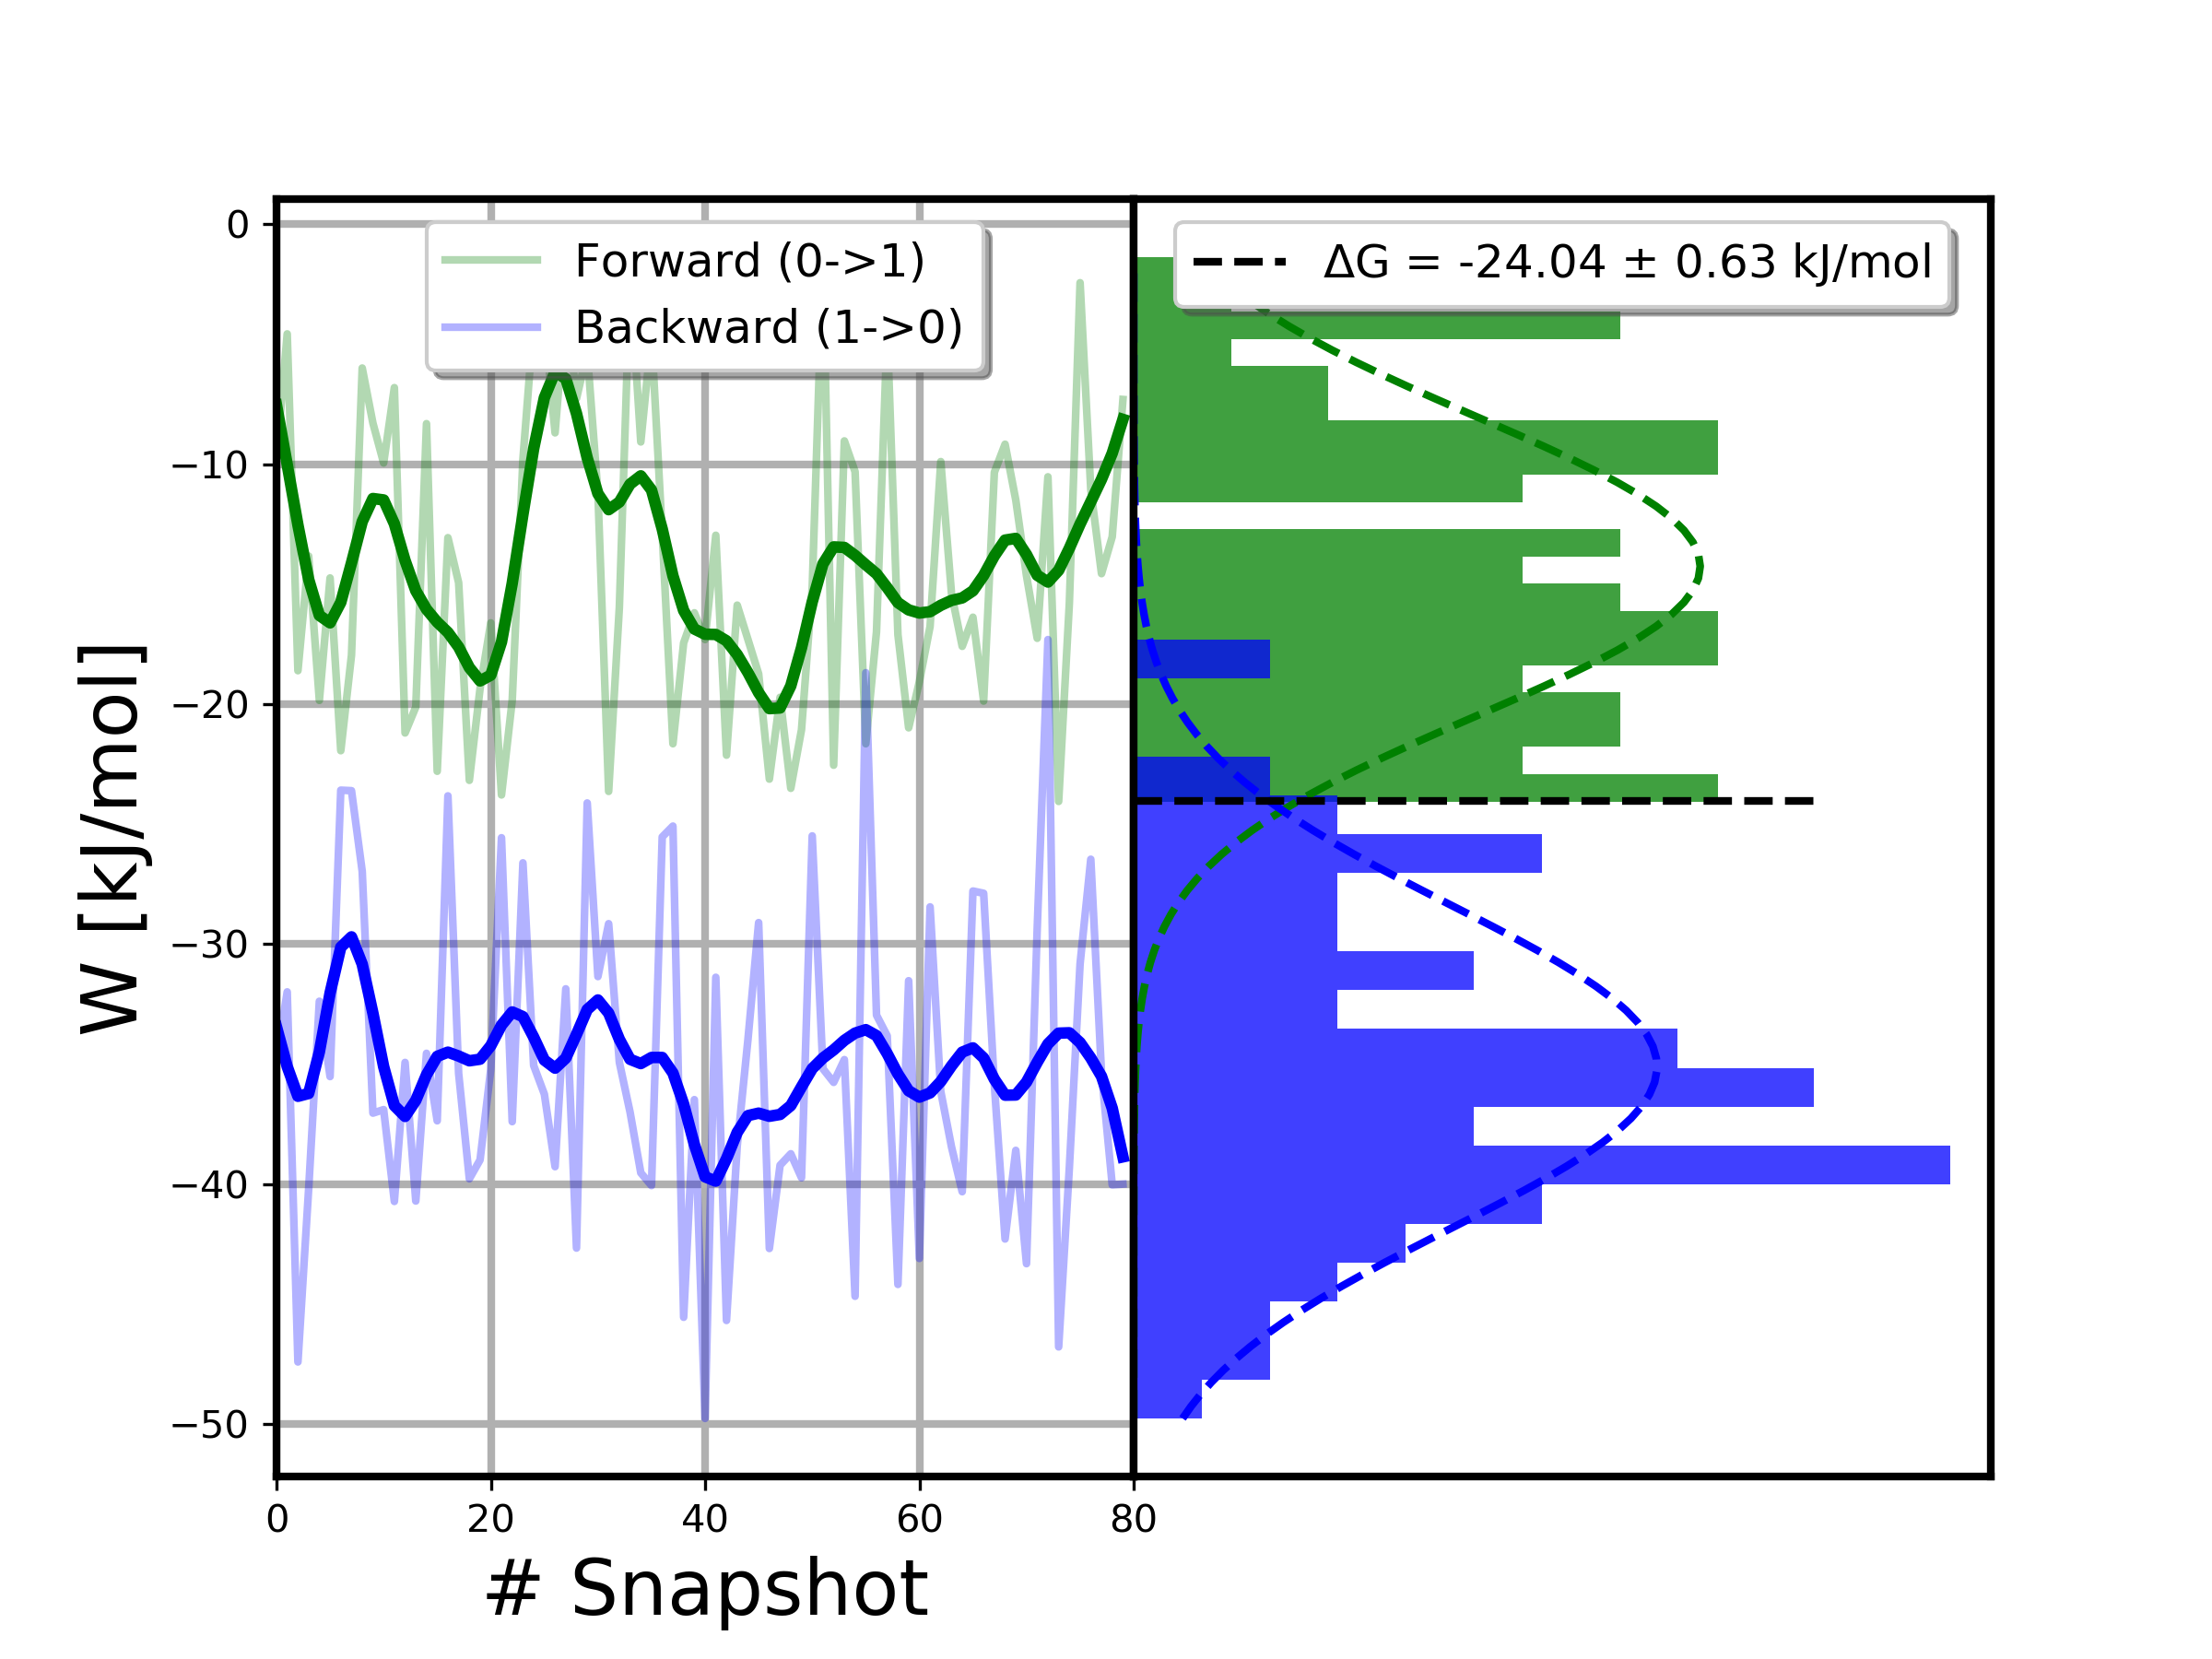 Forward (0->1)
Backward (1->0)
ΔG = -24.04 ± 0.63 kJ/mol
W [kJ/mol]
0
−10
−20
−30
−40
−50
0 20 40 60 80
# Snapshot